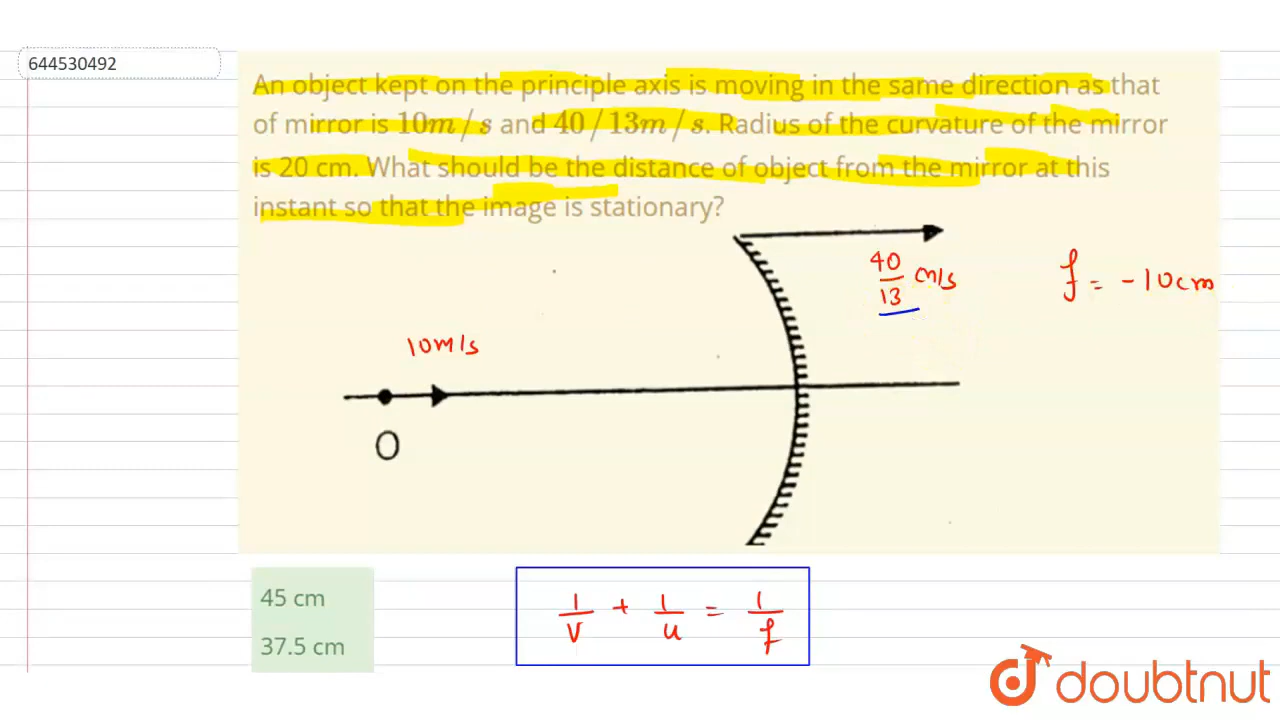 644530492
An object kept on the principle axis is moving in the same direction as that
of mirror is 10m/s and 40/13m/s. Radius of the curvature of the mirror
is 20 cm. What should be the distance of object from the mirror at this
instant so that the image is stationary?
40/13 m/s
f = -10cm
10m/s
O
45 cm
37.5 cm
1/v + 1/u = 1/f
doubtnut